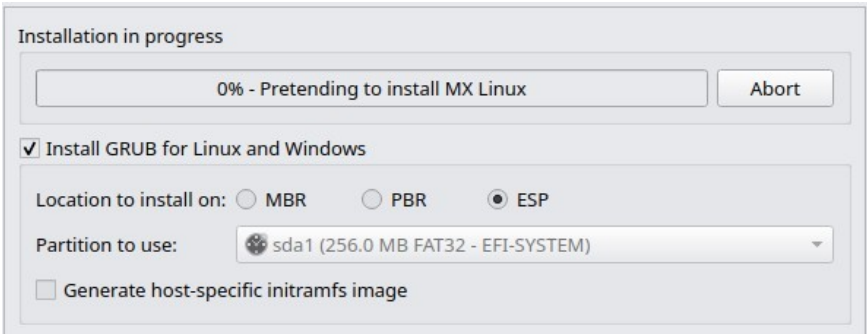 Installation in progress
0% - Pretending to install MX Linux
Abort
Install GRUB for Linux and Windows
Location to install on: MBR PBR ESP
Partition to use: sda1 (256.0 MB FAT32 - EFI-SYSTEM)
Generate host-specific initramfs image